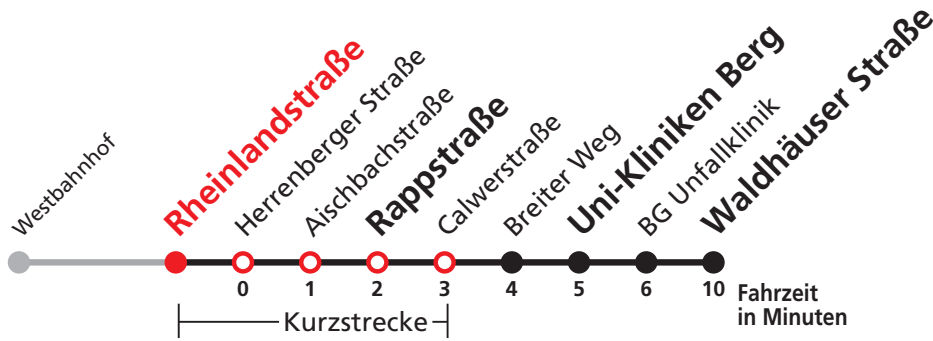 Westbahnhof
Rheinlandstraße
Herrenberger Straße
Aischbachstraße
Rappstraße
Calwerstraße
Breiter Weg
Uni-Kliniken Berg
BG Unfallklinik
Waldhäuser Straße
0 1 2 3 4 5 6 10 Fahrzeit
in Minuten
Kurzstrecke